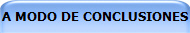 A MODO DE CONCLUSIONES